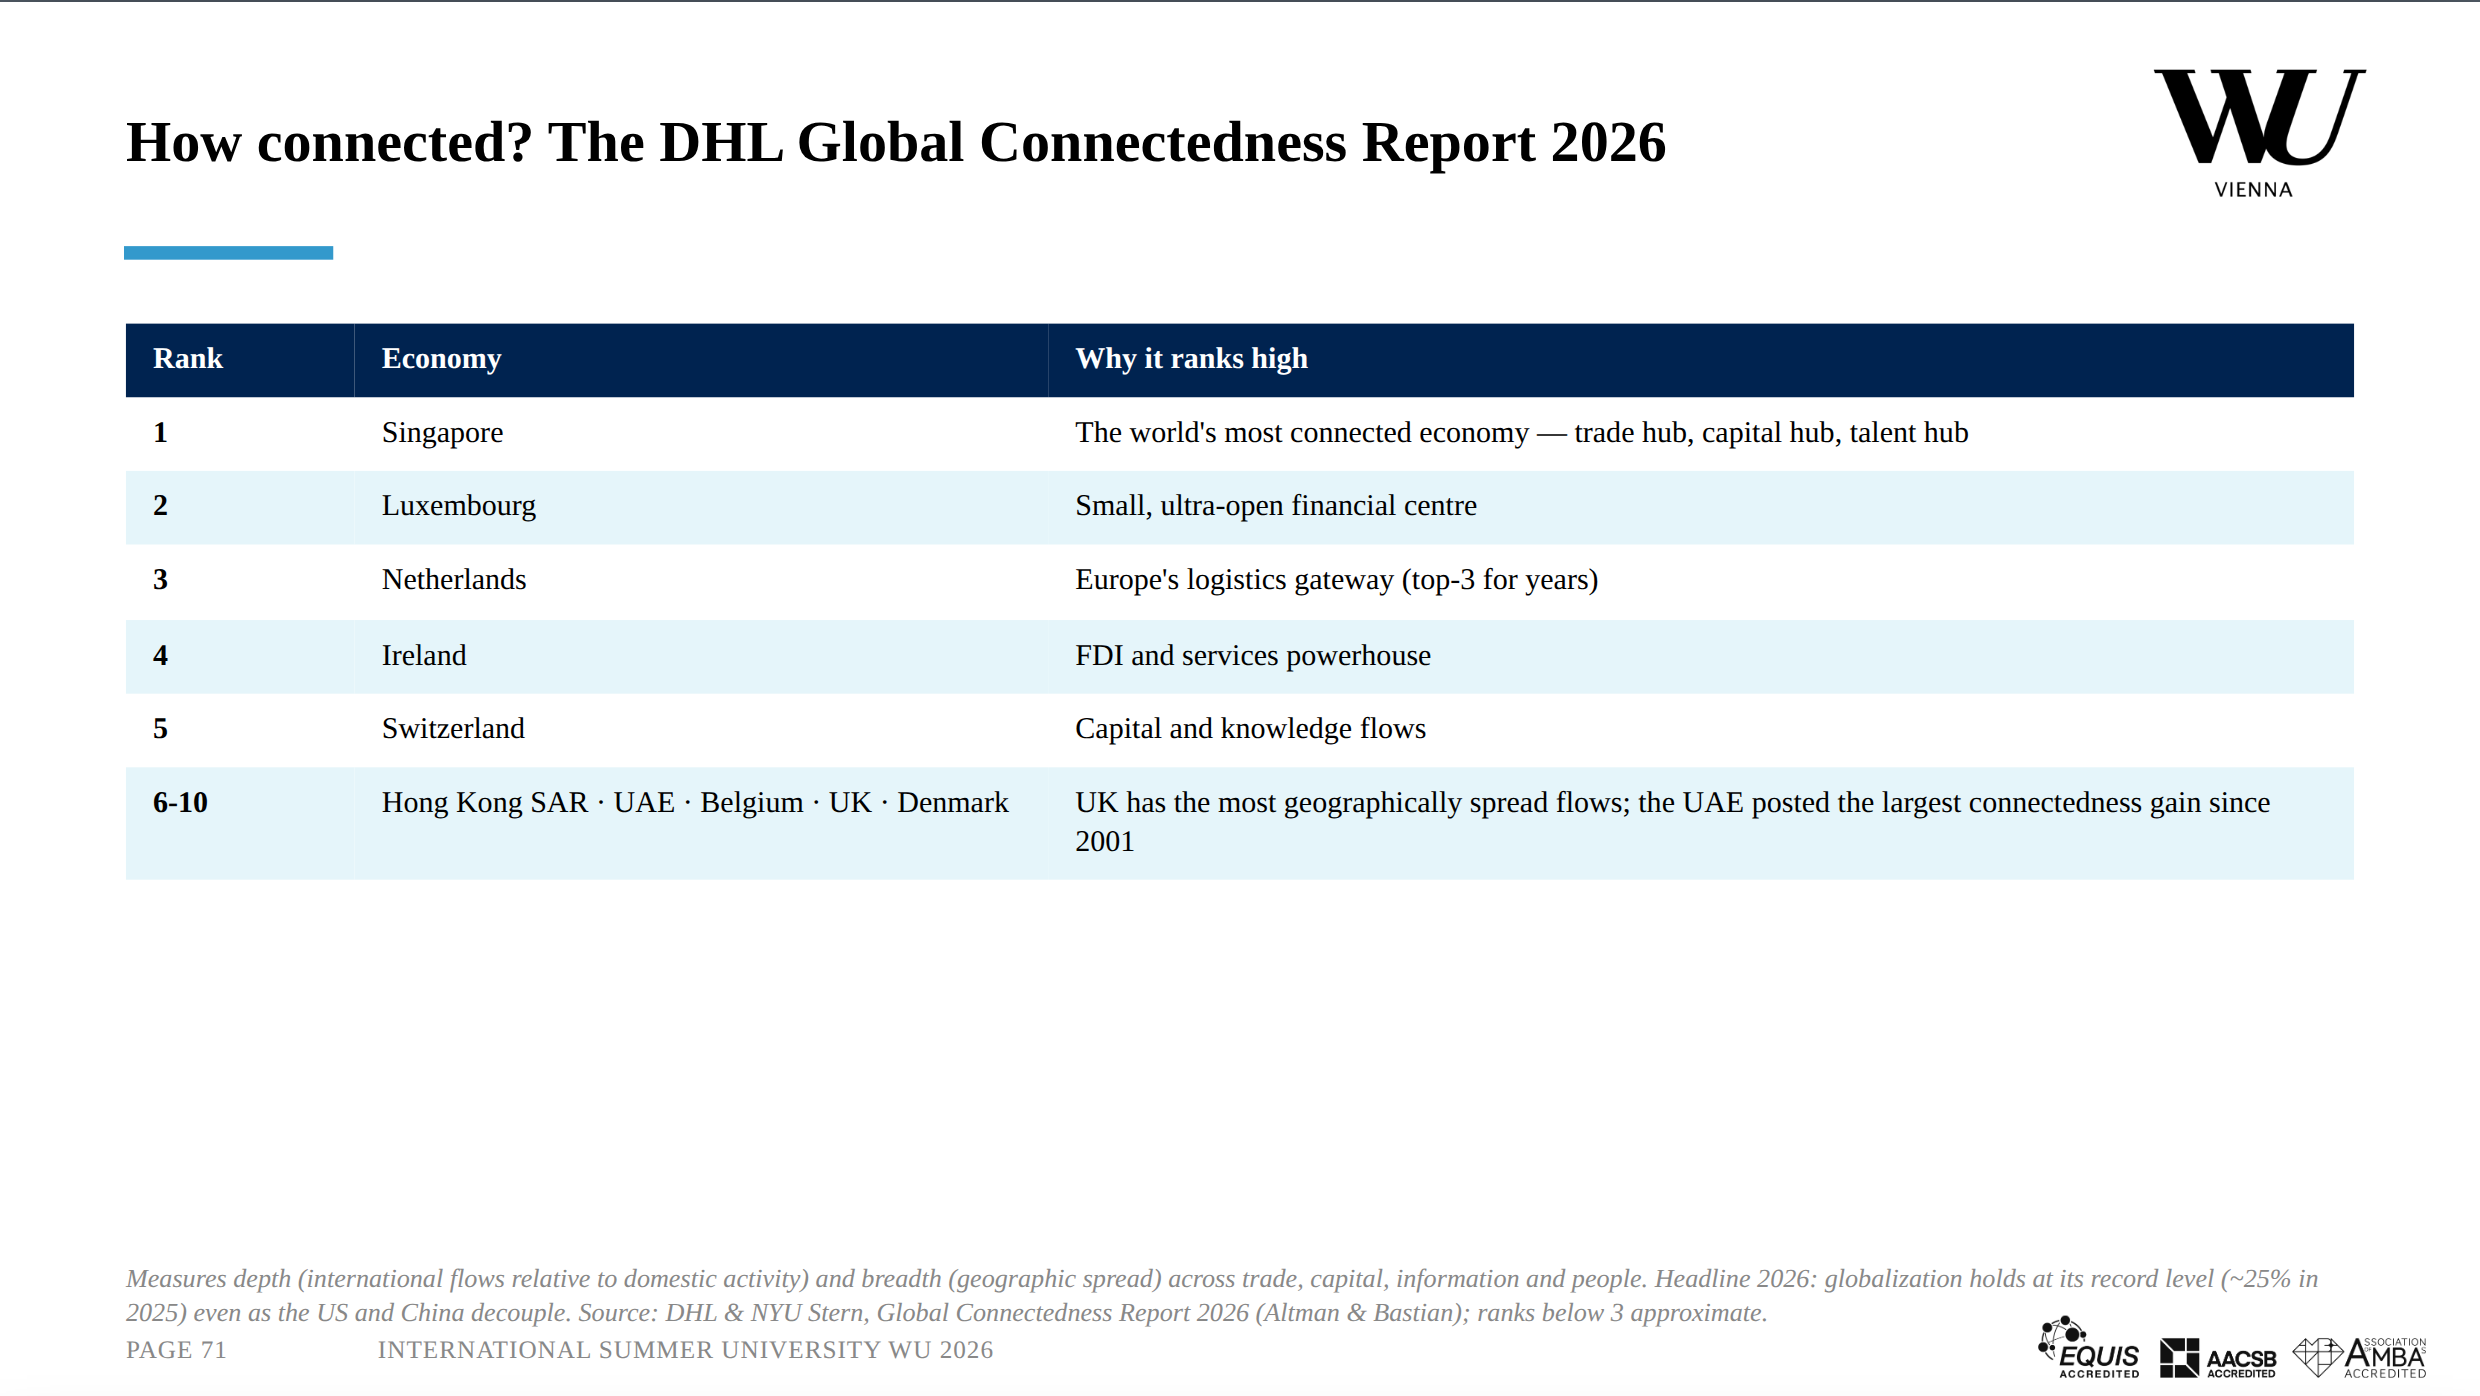 How connected? The DHL Global Connectedness Report 2026
WU
VIENNA
Rank Economy Why it ranks high
1 Singapore The world's most connected economy — trade hub, capital hub, talent hub
2 Luxembourg Small, ultra-open financial centre
3 Netherlands Europe's logistics gateway (top-3 for years)
4 Ireland FDI and services powerhouse
5 Switzerland Capital and knowledge flows
6-10 Hong Kong SAR · UAE · Belgium · UK · Denmark UK has the most geographically spread flows; the UAE posted the largest connectedness gain since
2001
Measures depth (international flows relative to domestic activity) and breadth (geographic spread) across trade, capital, information and people. Headline 2026: globalization holds at its record level (~25% in
2025) even as the US and China decouple. Source: DHL & NYU Stern, Global Connectedness Report 2026 (Altman & Bastian); ranks below 3 approximate.
PAGE 71 INTERNATIONAL SUMMER UNIVERSITY WU 2026
EQUIS
ACCREDITED
AACSB
ACCREDITED
ASSOCIATION
OF
AMBAS
ACCREDITED